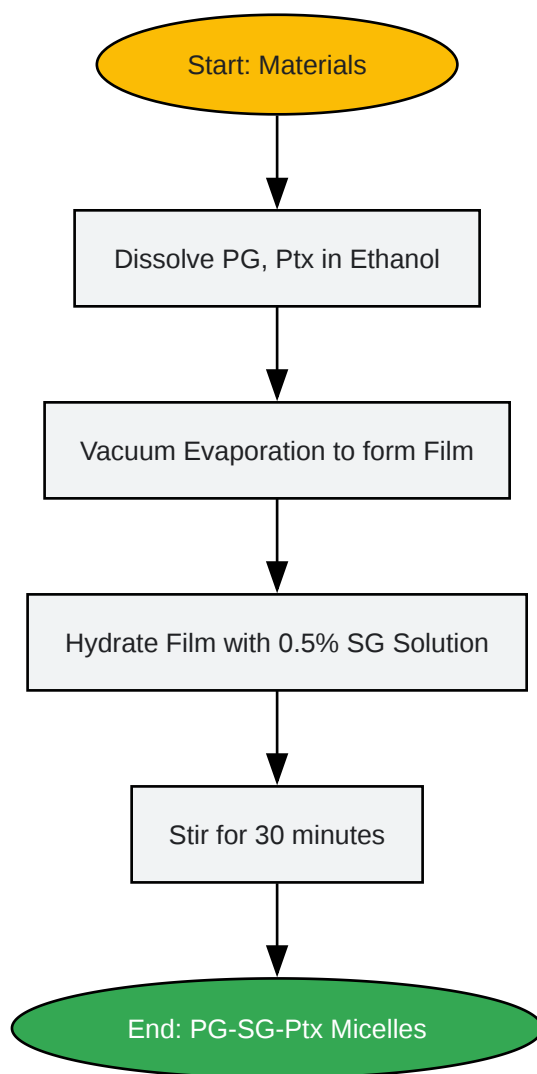 Start: Materials
Dissolve PG, Ptx in Ethanol
Vacuum Evaporation to form Film
Hydrate Film with 0.5% SG Solution
Stir for 30 minutes
End: PG-SG-Ptx Micelles